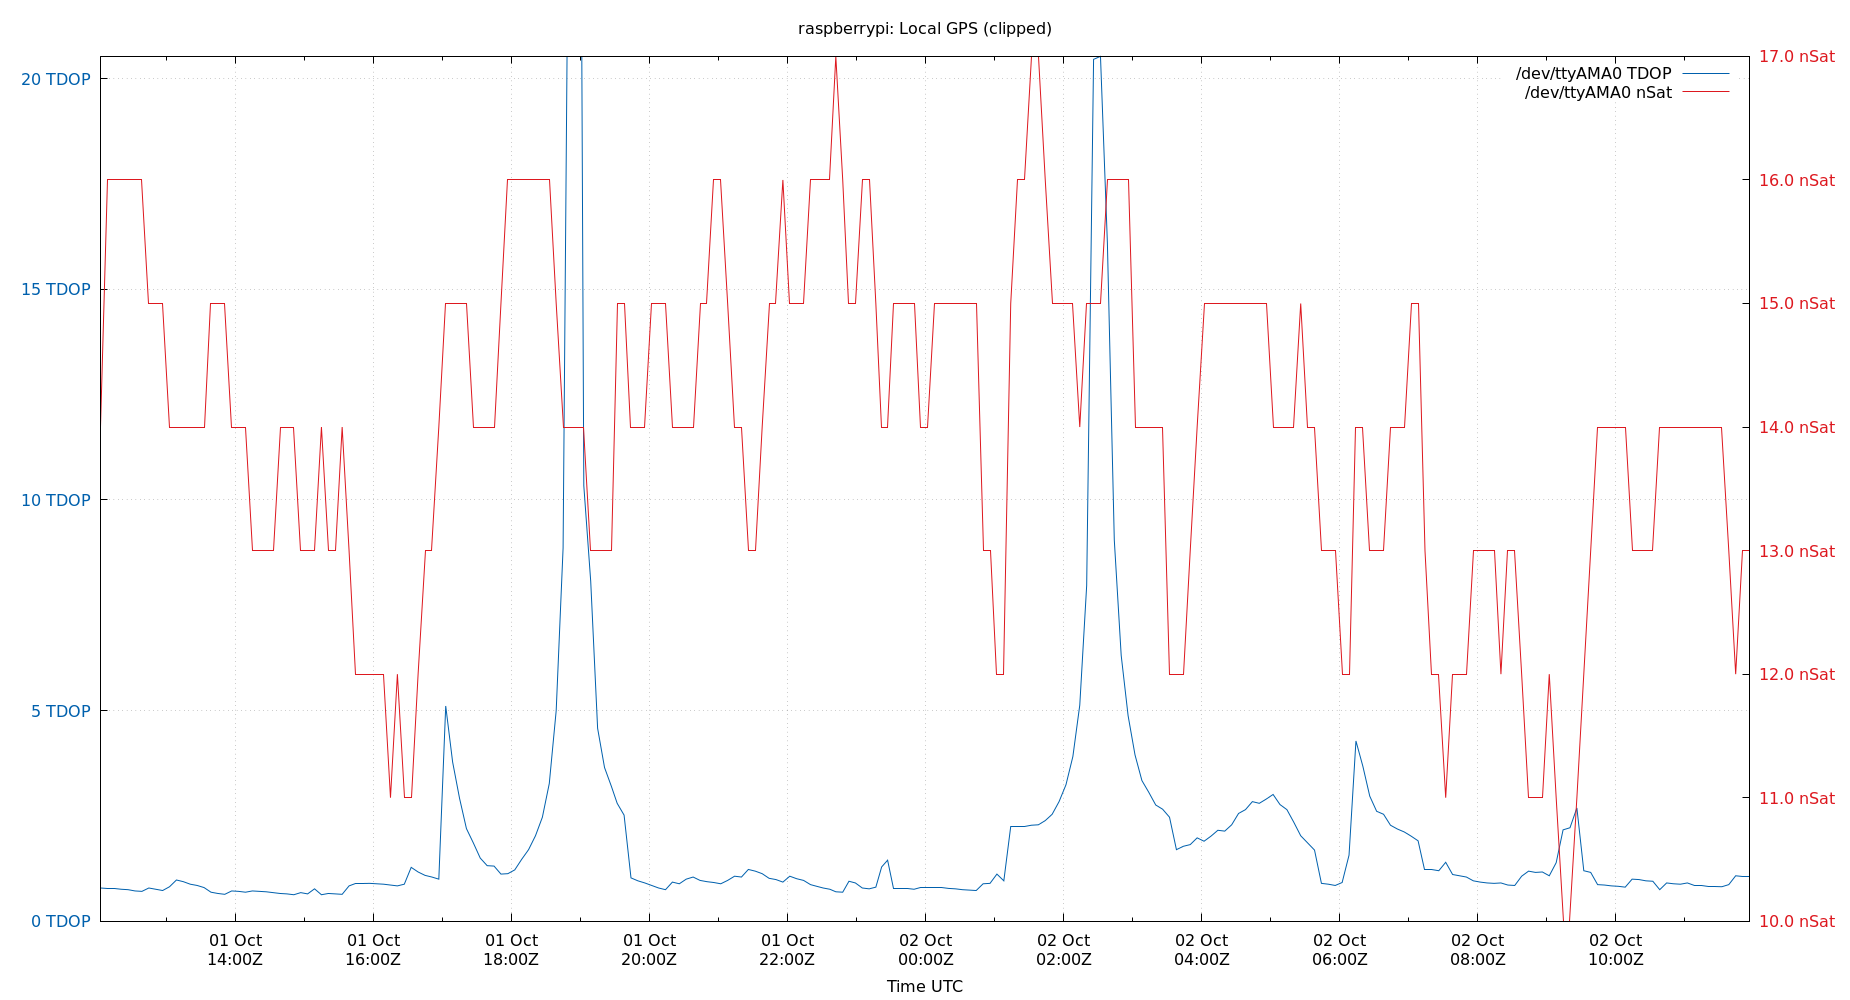 raspberrypi: Local GPS (clipped)
/dev/ttyAMA0 TDOP
/dev/ttyAMA0 nSat
20 TDOP
15 TDOP
10 TDOP
5 TDOP
0 TDOP
17.0 nSat
16.0 nSat
15.0 nSat
14.0 nSat
13.0 nSat
12.0 nSat
11.0 nSat
10.0 nSat
01 Oct
14:00Z
01 Oct
16:00Z
01 Oct
18:00Z
01 Oct
20:00Z
01 Oct
22:00Z
02 Oct
00:00Z
02 Oct
02:00Z
02 Oct
04:00Z
02 Oct
06:00Z
02 Oct
08:00Z
02 Oct
10:00Z
Time UTC